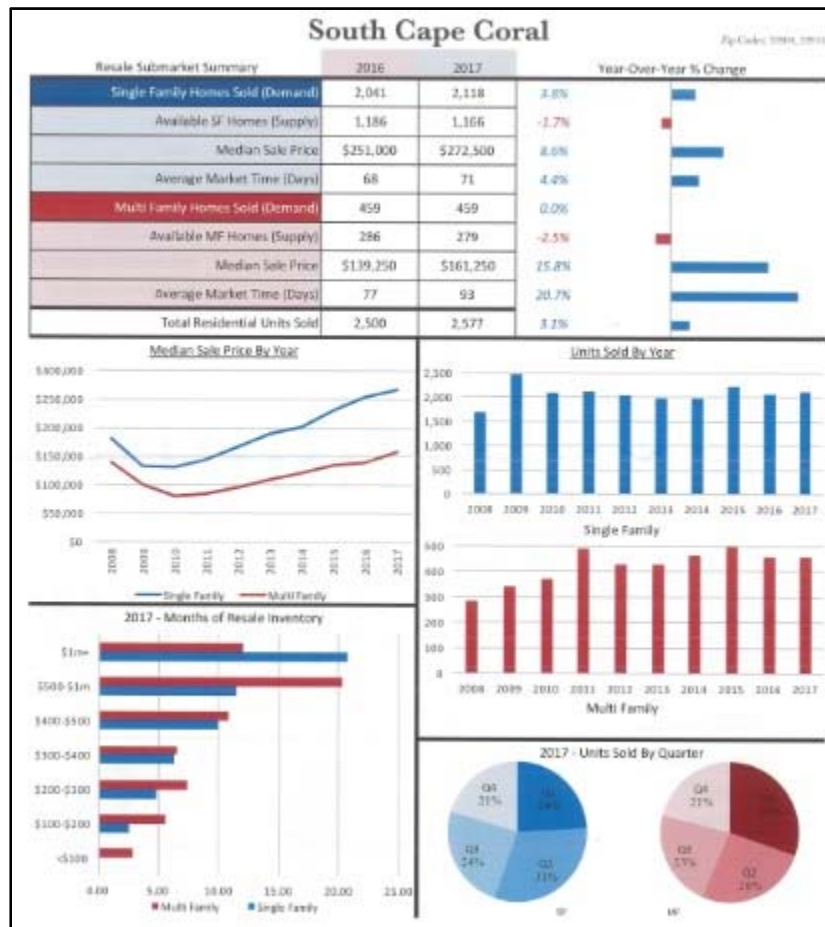 South Cape Coral
Zip Codes:
Resale Submarket Summary 2016 2017 Year-Over-Year % Change
Single Family Homes Sold (Demand) 2,041 2,118 3.8%
Available SF Homes (Supply) 1,186 1,166 -1.7%
Median Sale Price $251,000 $272,500 8.6%
Average Market Time (Days) 68 71 4.4%
Multi Family Homes Sold (Demand) 459 459 0.0%
Available MF Homes (Supply) 286 279 -2.5%
Median Sale Price $139,250 $161,250 15.8%
Average Market Time (Days) 77 93 20.7%
Total Residential Units Sold 2,500 2,577 3.1%
Median Sale Price By Year
$300,000
$250,000
$200,000
$150,000
$100,000
$50,000
$0
2008 2009 2010 2011 2012 2013 2014 2015 2016 2017
Single Family Multi Family
Units Sold By Year
2,500
2,000
1,500
1,000
500
0
2008 2009 2010 2011 2012 2013 2014 2015 2016 2017
Single Family
500
400
300
200
100
0
2008 2009 2010 2011 2012 2013 2014 2015 2016 2017
Multi Family
2017 - Months of Resale Inventory
$1m+
$500-$1m
$400-$500
$300-$400
$200-$300
$100-$200
<$100
0.00 5.00 10.00 15.00 20.00 25.00
Multi Family Single Family
2017 - Units Sold By Quarter
Q4
21%
Q1
24%
Q3
24%
Q2
31%
SF
Q4
21%
Q3
Q2
MF